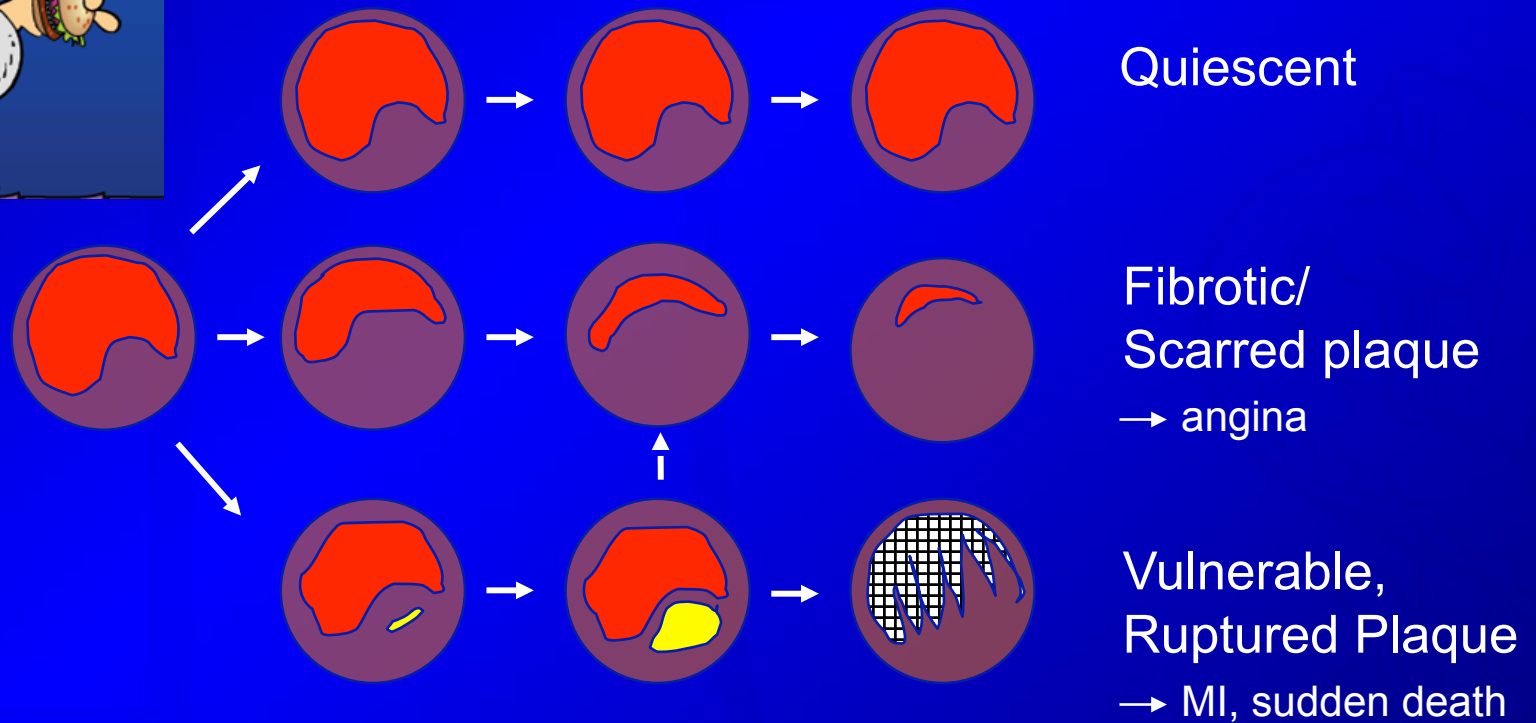 Quiescent
Fibrotic/
Scarred plaque
→ angina
Vulnerable,
Ruptured Plaque
→ MI, sudden death